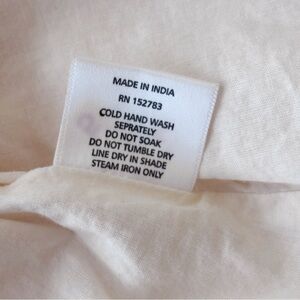 MADE IN INDIA
RN 152783
COLD HAND WASH
SEPRATELY
DO NOT SOAK
DO NOT TUMBLE DRY
LINE DRY IN SHADE
STEAM IRON ONLY